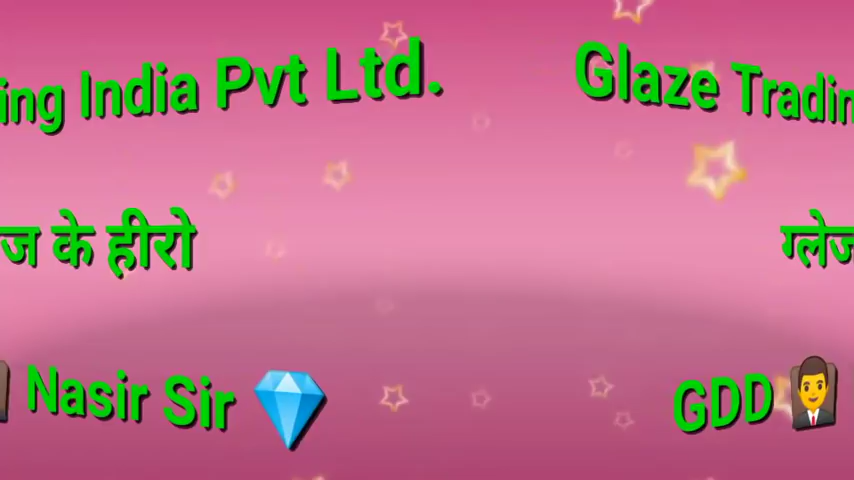 ing India Pvt Ltd. Glaze Tradin
ज के हीरो ग्लेज
Nasir Sir 💎 GDD 👨‍💼